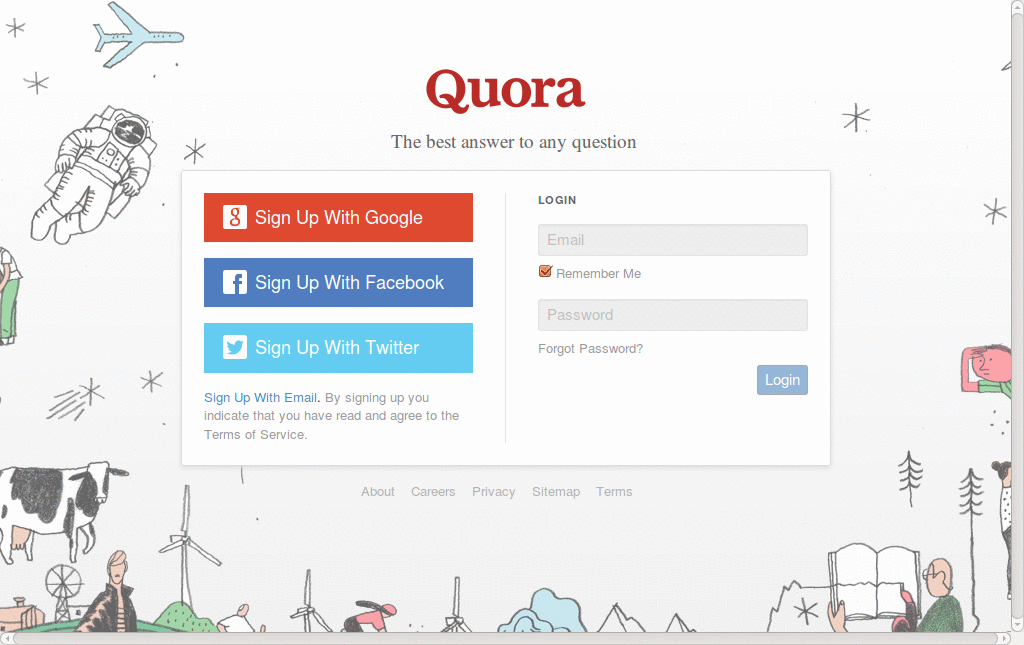 Quora
The best answer to any question
Sign Up With Google
Sign Up With Facebook
Sign Up With Twitter
Sign Up With Email. By signing up you
indicate that you have read and agree to the
Terms of Service.
LOGIN
Email
Remember Me
Password
Forgot Password?
Login
About Careers Privacy Sitemap Terms